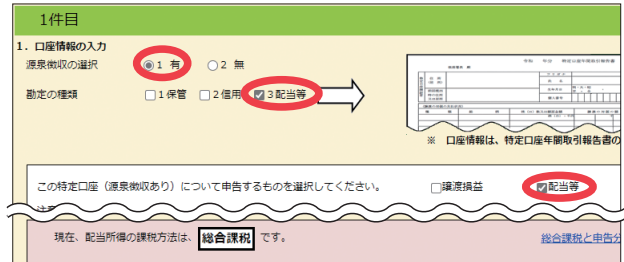 1件目
1. 口座情報の入力
源泉徴収の選択 1 有 2 無
勘定の種類 1保管 2信用 3配当等
※ 口座情報は、特定口座年間取引報告書の
この特定口座（源泉徴収あり）について申告するものを選択してください。 譲渡損益 配当等
現在、配当所得の課税方法は、 総合課税 です。 総合課税と申告分